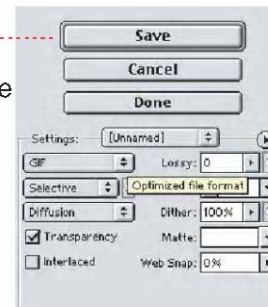 Save
Cancel
e
Done
Settings: [Unnamed]
GIF Lossy: 0
Selective Optimized file format
Diffusion Dither: 100%
Transparency Matte:
Interlaced Web Snap: 0%